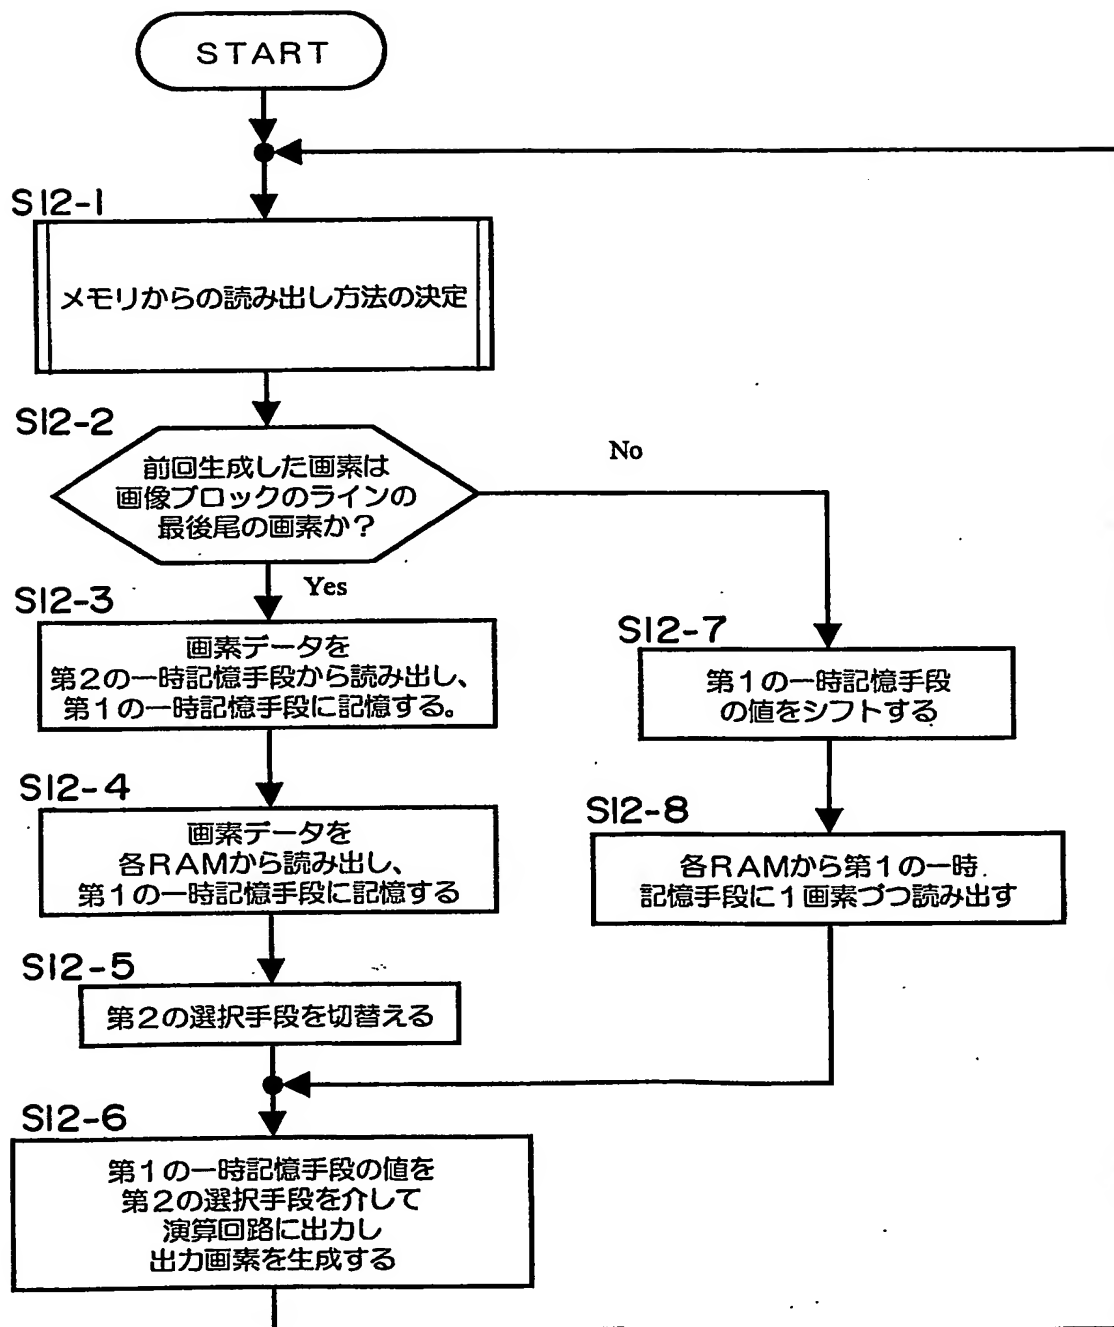 START
S12-1
メモリからの読み出し方法の決定
S12-2
前回生成した画素は
画像ブロックのラインの
最後尾の画素か?
No
Yes
S12-3
画素データを
第2の一時記憶手段から読み出し、
第1の一時記憶手段に記憶する。
S12-7
第1の一時記憶手段
の値をシフトする
S12-4
画素データを
各RAMから読み出し、
第1の一時記憶手段に記憶する
S12-8
各RAMから第1の一時
記憶手段に1画素づつ読み出す
S12-5
第2の選択手段を切替える
S12-6
第1の一時記憶手段の値を
第2の選択手段を介して
演算回路に出力し
出力画素を生成する